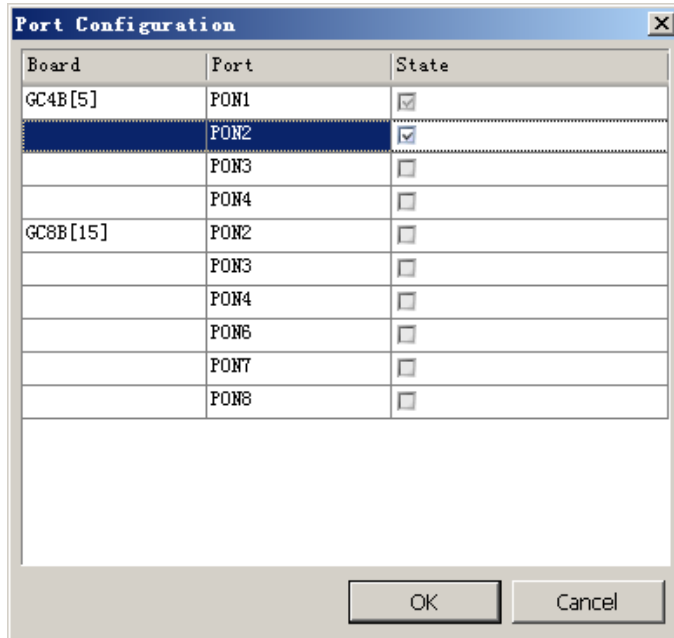 Port Configuration
Board Port State
GC4B[5] PON1
PON2
PON3
PON4
GC8B[15] PON2
PON3
PON4
PON6
PON7
PON8
OK Cancel